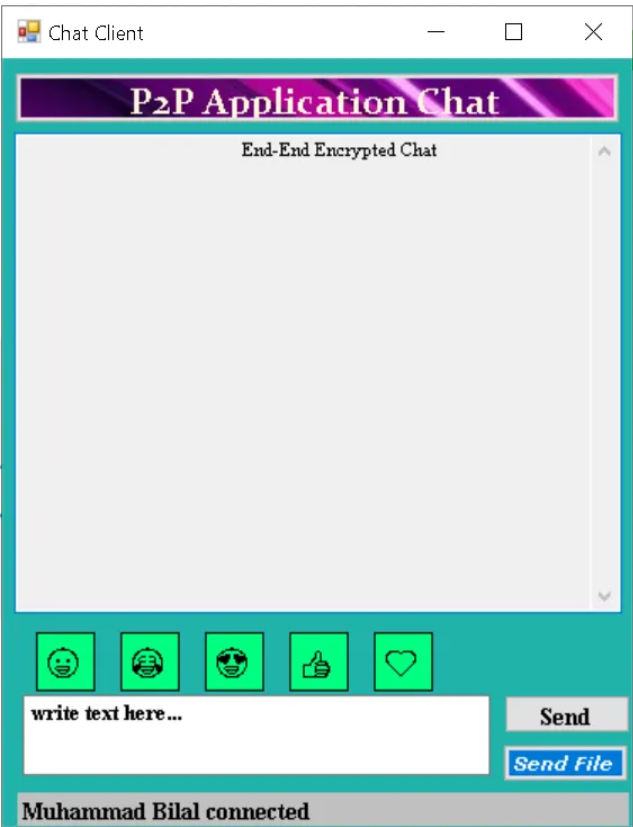 Chat Client
P2P Application Chat
End-End Encrypted Chat
write text here...
Send
Send File
Muhammad Bilal connected